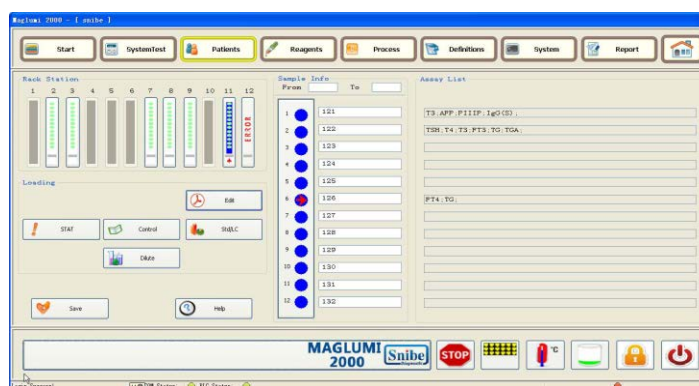 Maglumi 2000 - [ snibe ]
Start
SystemTest
Patients
Reagents
Process
Definitions
System
Report
Rack Station
1 2 3 4 5 6 7 8 9 10 11 12
ERROR
Sample Info
From To
1 121
2 122
3 123
4 124
5 125
6 126
7 127
8 128
9 129
10 130
11 131
12 132
Assay List
T3;AFP;PIIIP;IgG(S);
TSH;T4;T3;FT3;TG;TGA;
FT4;TG;
Loading
Edit
STAT
Control
Std/LC
Dilute
Save
Help
MAGLUMI
2000
Snibe
STOP
°C